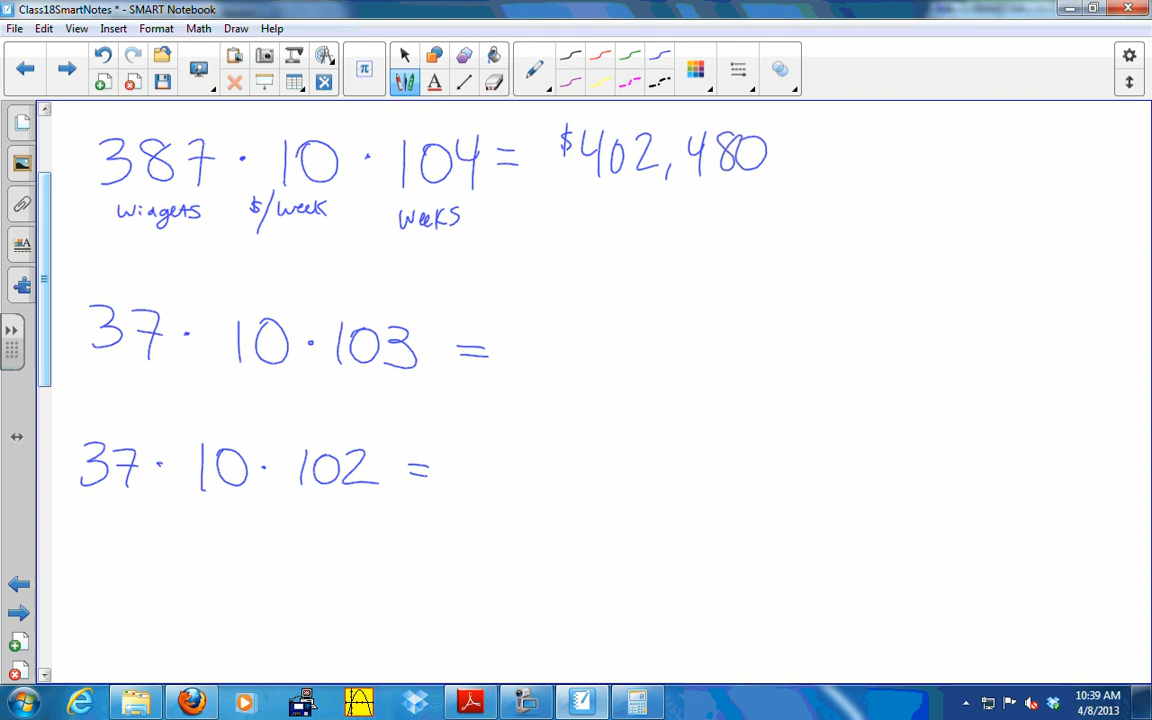 Class18SmartNotes * - SMART Notebook
File Edit View Insert Format Math Draw Help
387 · 10 · 104 = $402,480
widgets $/week weeks
37 · 10 · 103 =
37 · 10 · 102 =
10:39 AM
4/8/2013